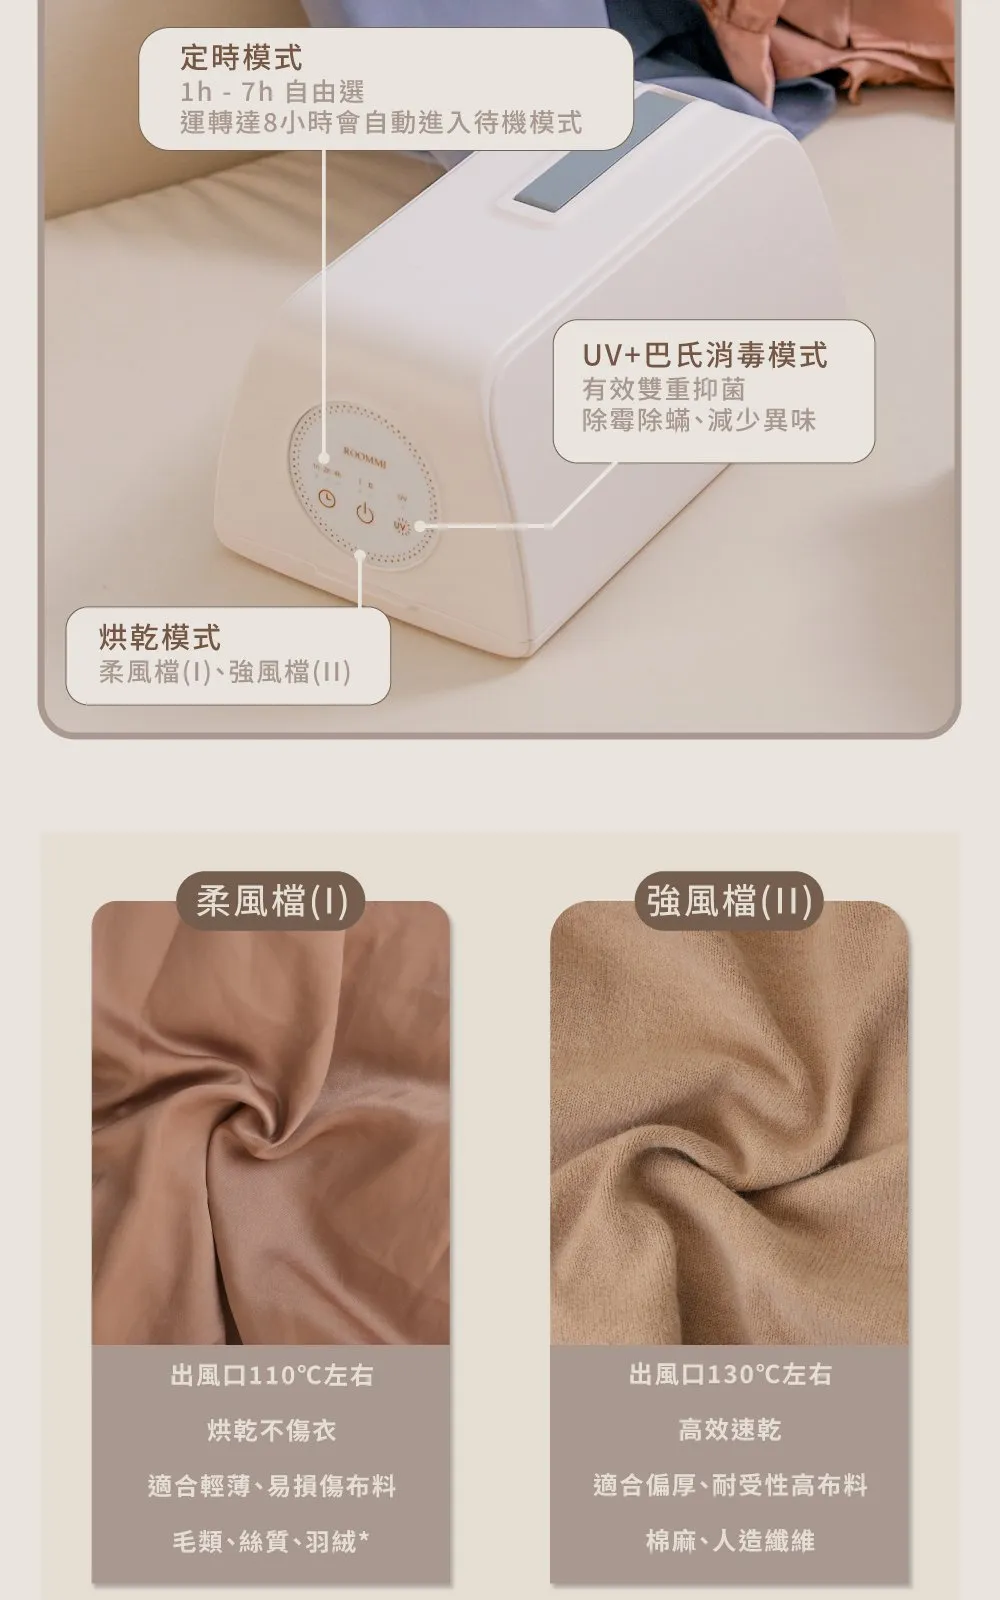 定時模式
1h - 7h 自由選
運轉達8小時會自動進入待機模式
UV+巴氏消毒模式
有效雙重抑菌
除霉除蟎、減少異味
ROOMMI
UV
烘乾模式
柔風檔(I)、強風檔(II)
柔風檔(I)
出風口110℃左右
烘乾不傷衣
適合輕薄、易損傷布料
毛類、絲質、羽絨*
強風檔(II)
出風口130℃左右
高效速乾
適合偏厚、耐受性高布料
棉麻、人造纖維